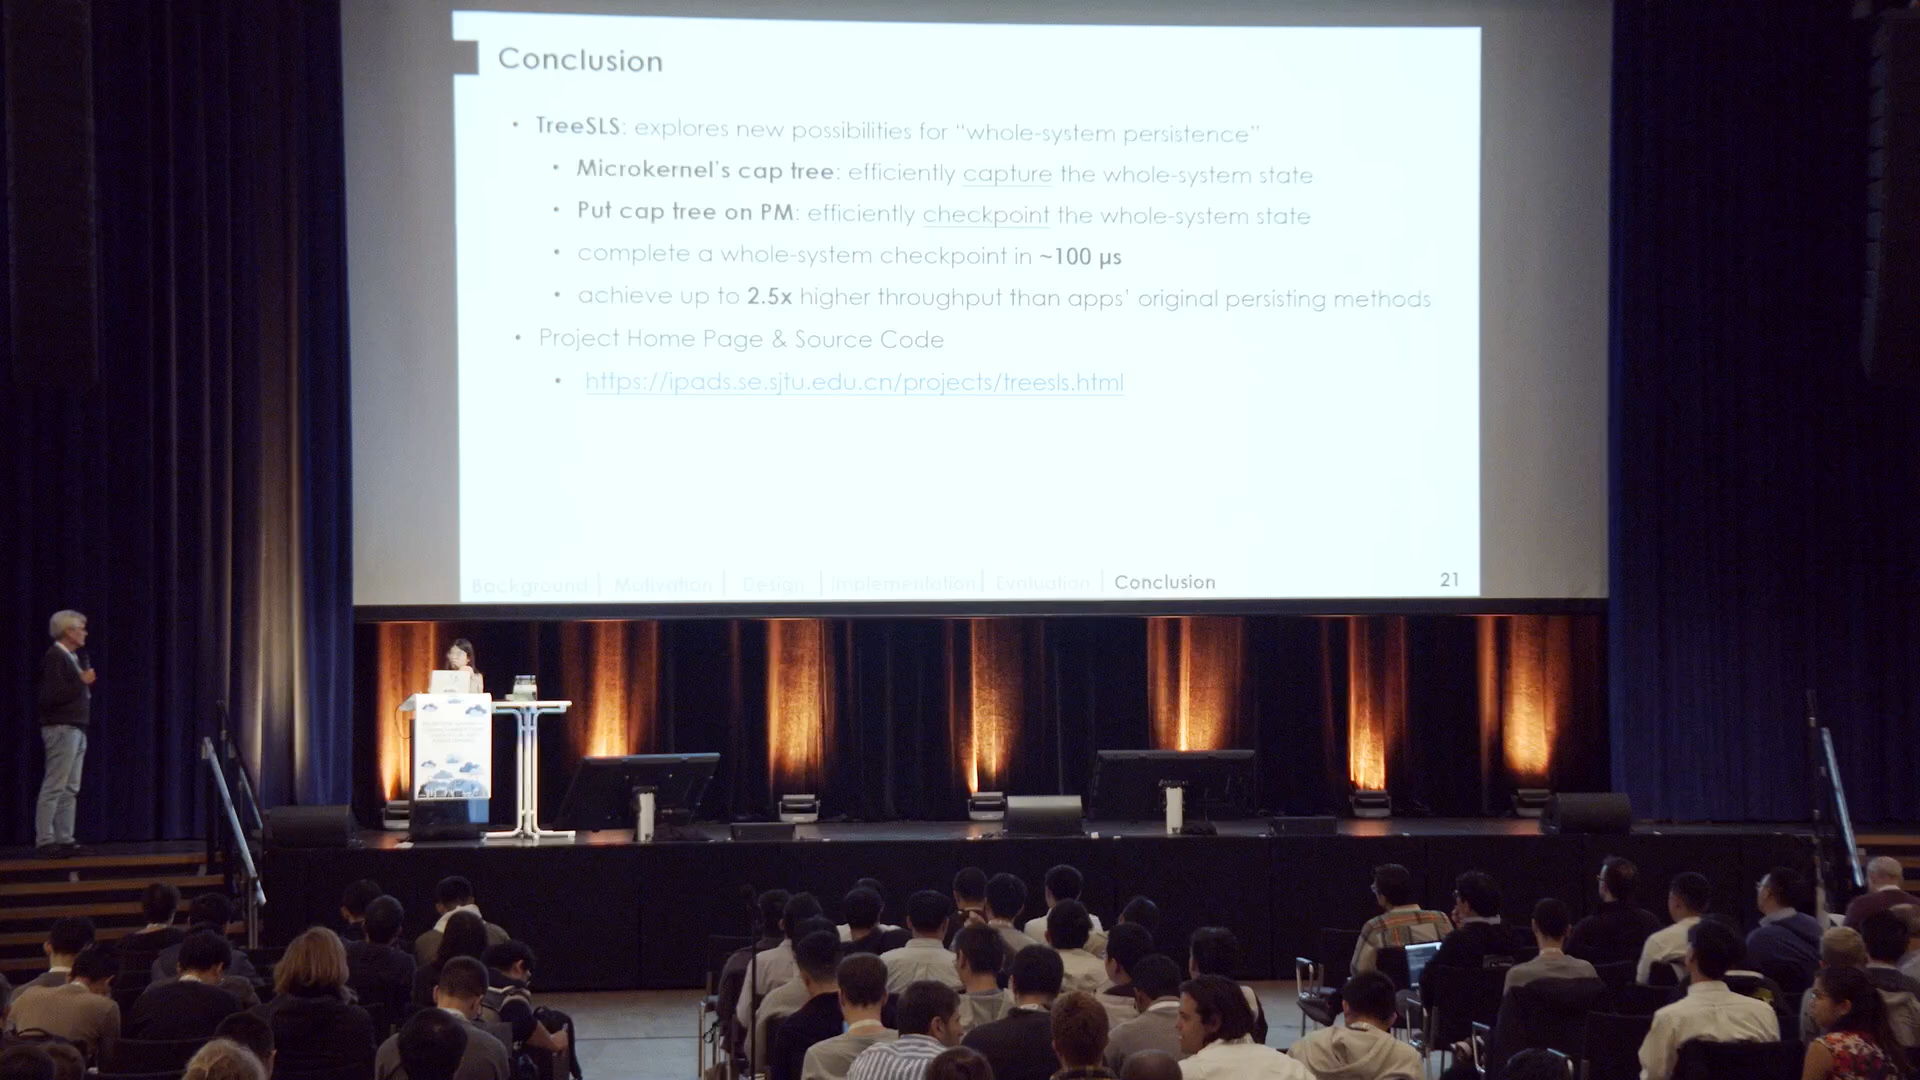 Conclusion
• TreeSLS: explores new possibilities for “whole-system persistence”
• Microkernel's cap tree: efficiently capture the whole-system state
• Put cap tree on PM: efficiently checkpoint the whole-system state
• complete a whole-system checkpoint in ~100 µs
• achieve up to 2.5x higher throughput than apps' original persisting methods
• Project Home Page & Source Code
• https://ipads.se.sjtu.edu.cn/projects/treesls.html
Background | Motivation | Design | Implementation | Evaluation | Conclusion 21